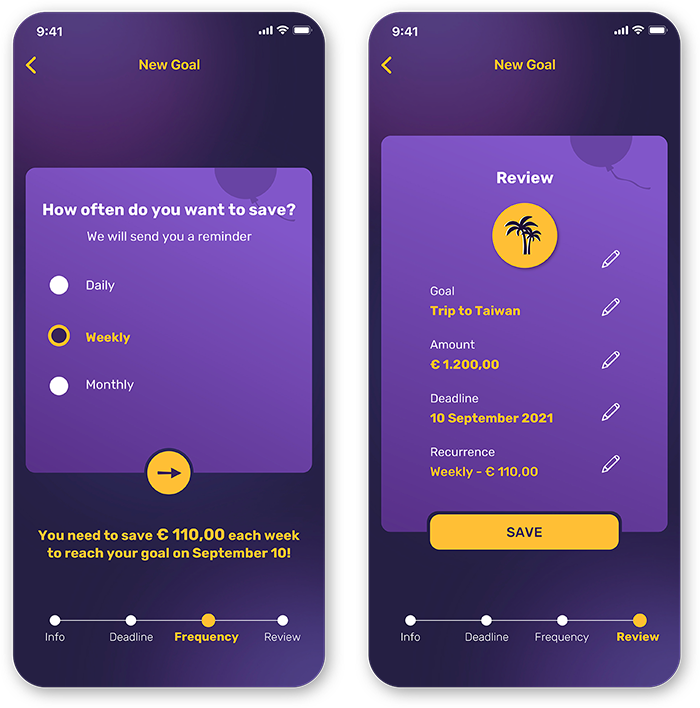 9:41
New Goal
How often do you want to save?
We will send you a reminder
Daily
Weekly
Monthly
You need to save € 110,00 each week
to reach your goal on September 10!
Info
Deadline
Frequency
Review
9:41
New Goal
Review
Goal
Trip to Taiwan
Amount
€ 1.200,00
Deadline
10 September 2021
Recurrence
Weekly - € 110,00
SAVE
Info
Deadline
Frequency
Review